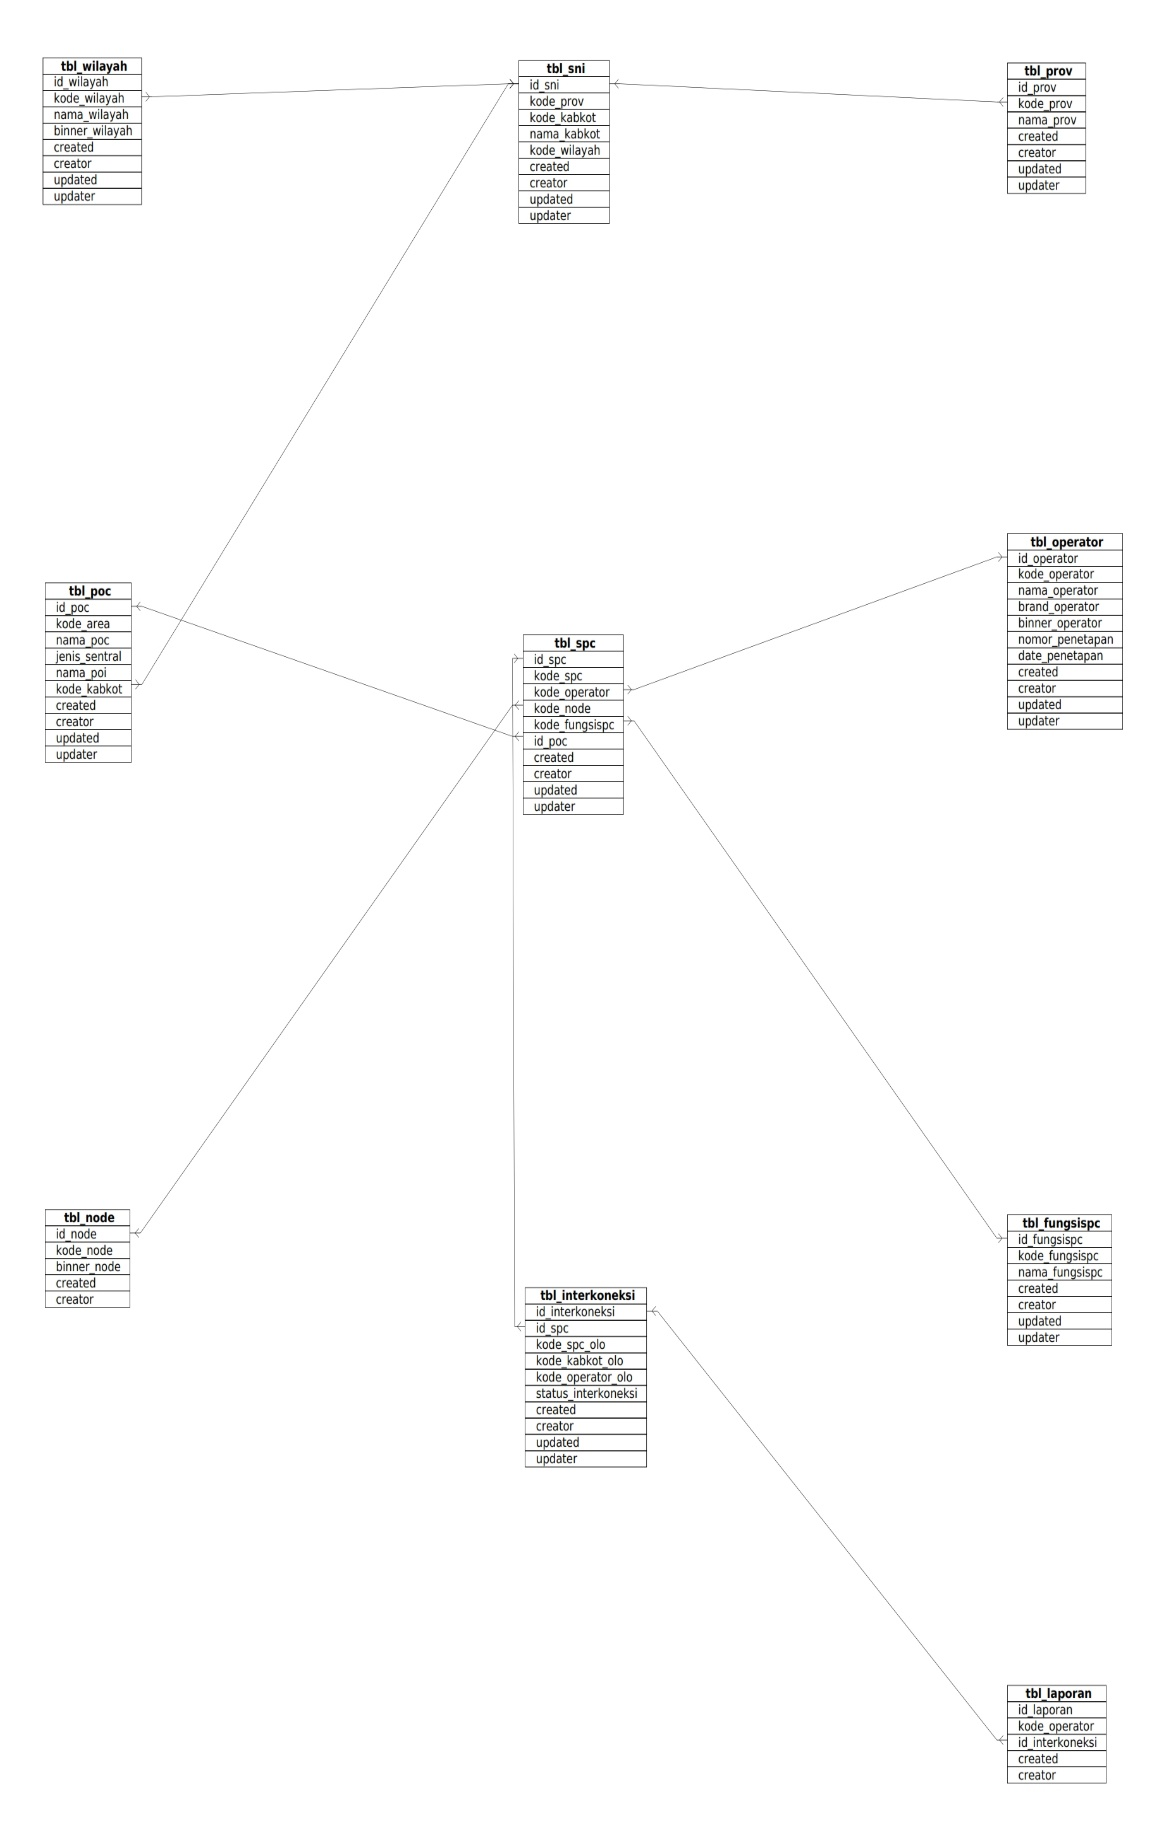 tbl_wilayah
id_wilayah
kode_wilayah
nama_wilayah
binner_wilayah
created
creator
updated
updater
tbl_sni
id_sni
kode_prov
kode_kabkot
nama_kabkot
kode_wilayah
created
creator
updated
updater
tbl_prov
id_prov
kode_prov
nama_prov
created
creator
updated
updater
tbl_poc
id_poc
kode_area
nama_poc
jenis_sentral
nama_poi
kode_kabkot
created
creator
updated
updater
tbl_spc
id_spc
kode_spc
kode_operator
kode_node
kode_fungsispc
id_poc
created
creator
updated
updater
tbl_operator
id_operator
kode_operator
nama_operator
brand_operator
binner_operator
nomor_penetapan
date_penetapan
created
creator
updated
updater
tbl_node
id_node
kode_node
binner_node
created
creator
tbl_interkoneksi
id_interkoneksi
id_spc
kode_spc_olo
kode_kabkot_olo
kode_operator_olo
status_interkoneksi
created
creator
updated
updater
tbl_fungsispc
id_fungsispc
kode_fungsispc
nama_fungsispc
created
creator
updated
updater
tbl_laporan
id_laporan
kode_operator
id_interkoneksi
created
creator